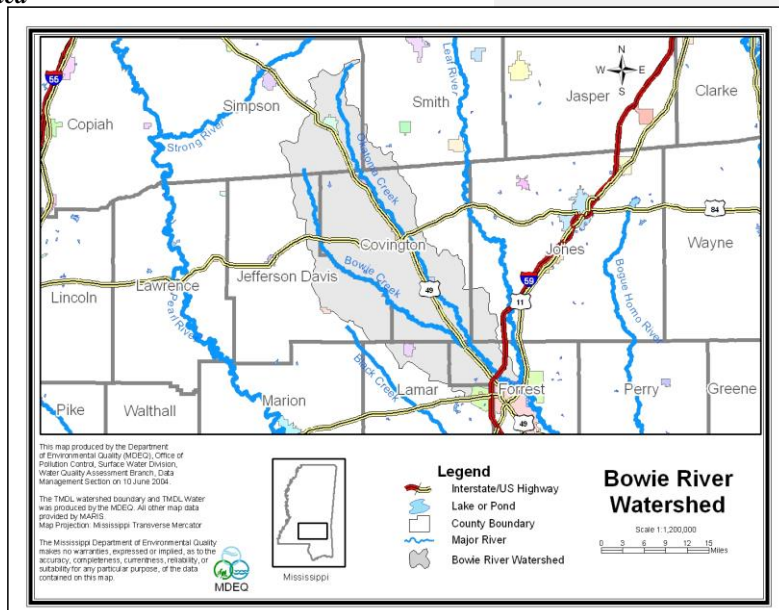 N
W E
S
55
Simpson
Smith
Leaf River
Jasper
Clarke
Copiah
Strong River
Okatoma Creek
84
Covington
Jones
Wayne
Jefferson Davis
Bowie Creek
Lawrence
Lincoln
Pearl River
49
59
11
Bogue Homo River
Black Creek
Lamar
Forrest
Perry
Greene
Marion
Pike
Walthall
49
This map produced by the Department
of Environmental Quality (MDEQ), Office of
Pollution Control, Surface Water Division,
Water Quality Assessment Branch, Data
Management Section on 10 June 2004.
The TMDL watershed boundary and TMDL Water
was produced by the MDEQ. All other map data
provided by MARIS.
Map Projection: Mississippi Transverse Mercator
The Mississippi Department of Environmental Quality
makes no warranties, expressed or implied, as to the
accuracy, completeness, currentness, reliability, or
suitability for any particular purpose, of the data
contained on this map.
MDEQ
Mississippi
Legend
Interstate/US Highway
Lake or Pond
County Boundary
Major River
Bowie River Watershed
Bowie River
Watershed
Scale 1:1,200,000
0 3 6 9 12 15
Miles